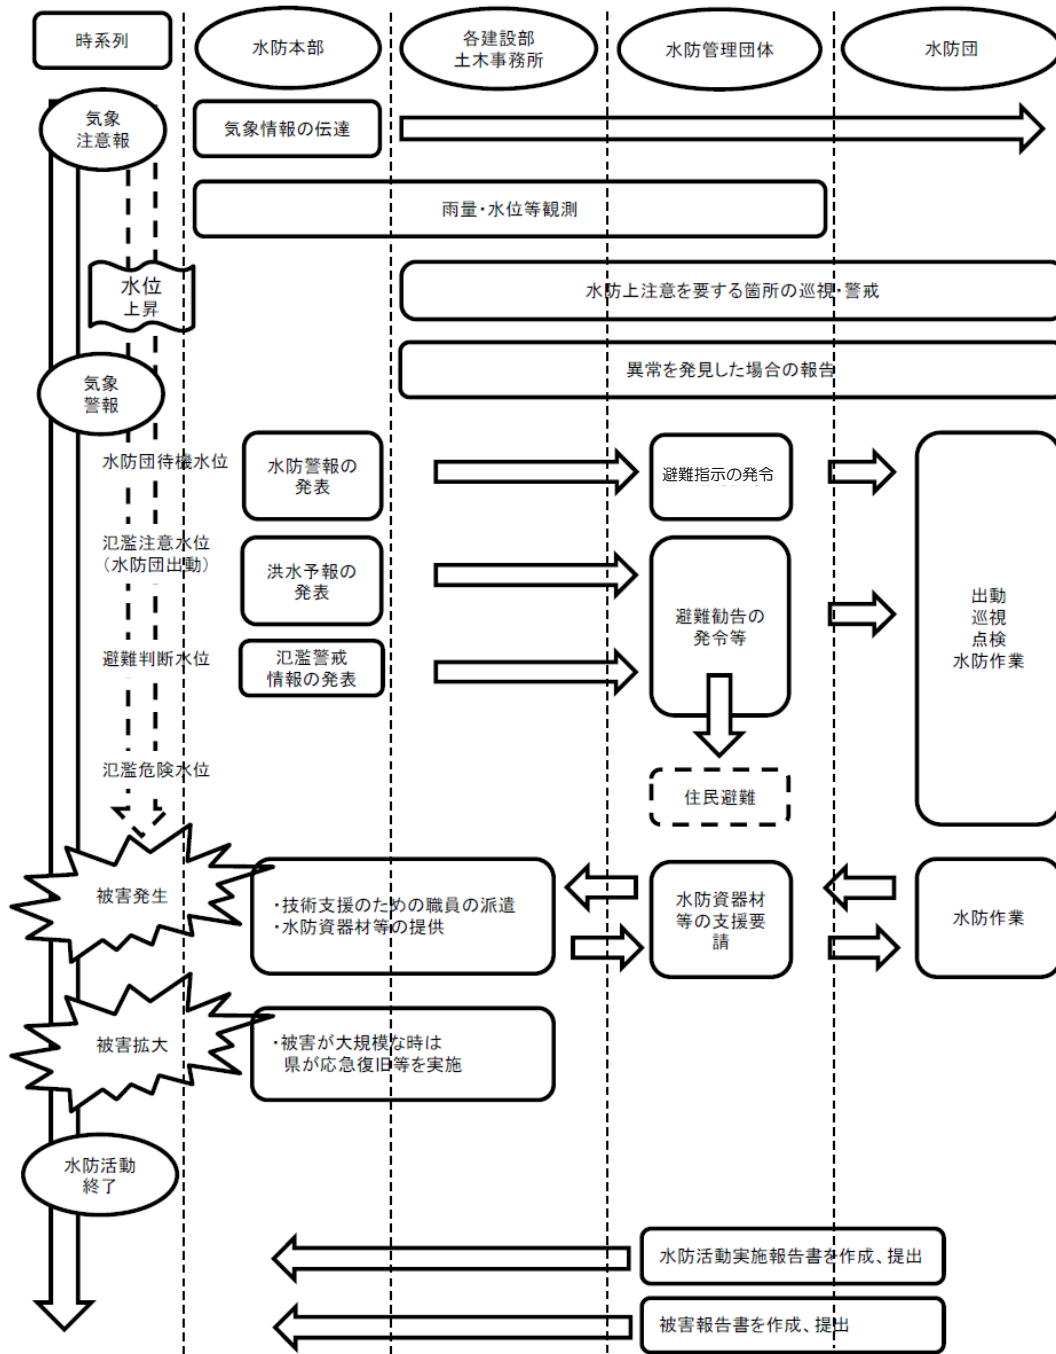 時系列
水防本部
各建設部
土木事務所
水防管理団体
水防団
気象
注意報
気象情報の伝達
雨量・水位等観測
水位
上昇
水防上注意を要する箇所の巡視・警戒
気象
警報
異常を発見した場合の報告
水防団待機水位
水防警報の
発表
避難指示の発令
氾濫注意水位
（水防団出動）
洪水予報の
発表
避難勧告の
発令等
出動
巡視
点検
水防作業
避難判断水位
氾濫警戒
情報の発表
氾濫危険水位
住民避難
被害発生
・技術支援のための職員の派遣
・水防資器材等の提供
水防資器材
等の支援要
請
水防作業
被害拡大
・被害が大規模な時は
県が応急復旧等を実施
水防活動
終了
水防活動実施報告書を作成、提出
被害報告書を作成、提出